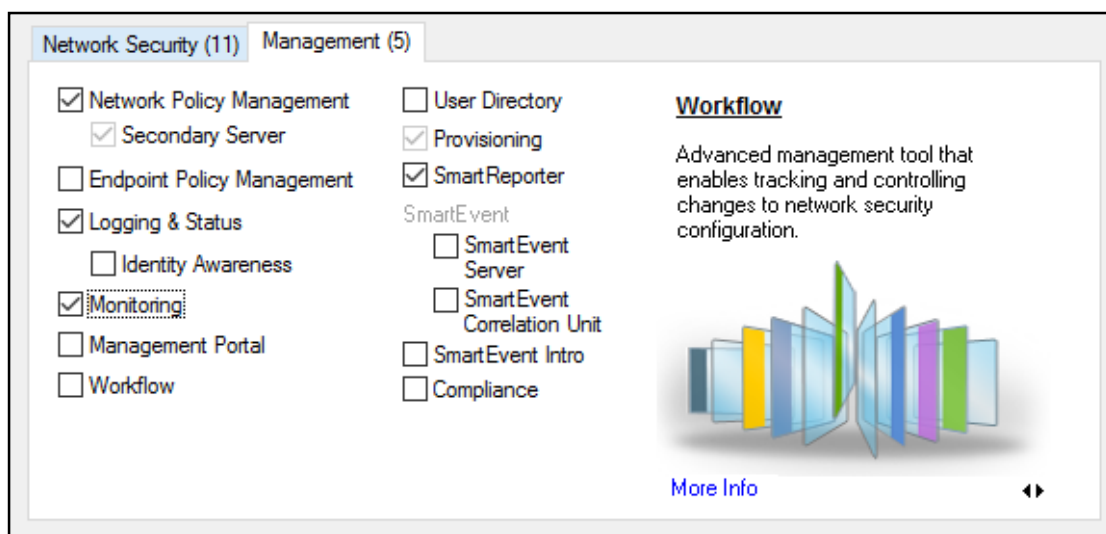 Network Security (11)
Management (5)
Network Policy Management
Secondary Server
Endpoint Policy Management
Logging & Status
Identity Awareness
Monitoring
Management Portal
Workflow
User Directory
Provisioning
SmartReporter
SmartEvent
SmartEvent
Server
SmartEvent
Correlation Unit
SmartEvent Intro
Compliance
Workflow
Advanced management tool that
enables tracking and controlling
changes to network security
configuration.
More Info